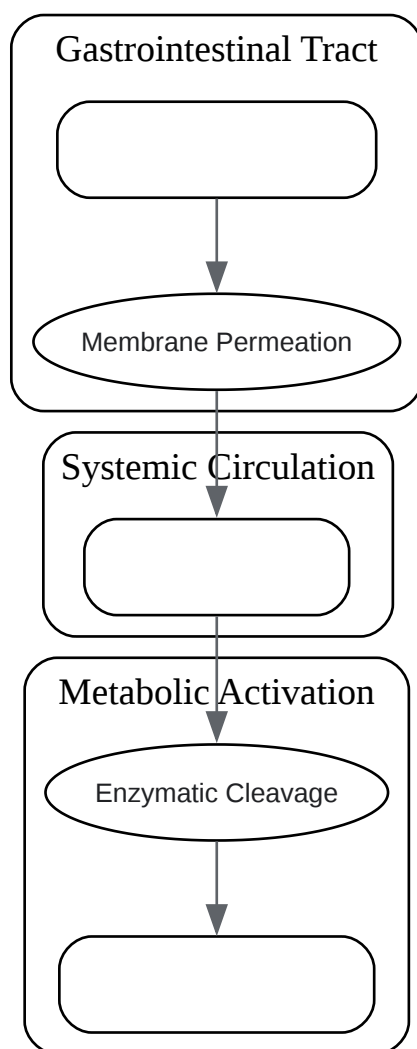 Gastrointestinal Tract
Membrane Permeation
Systemic Circulation
Metabolic Activation
Enzymatic Cleavage